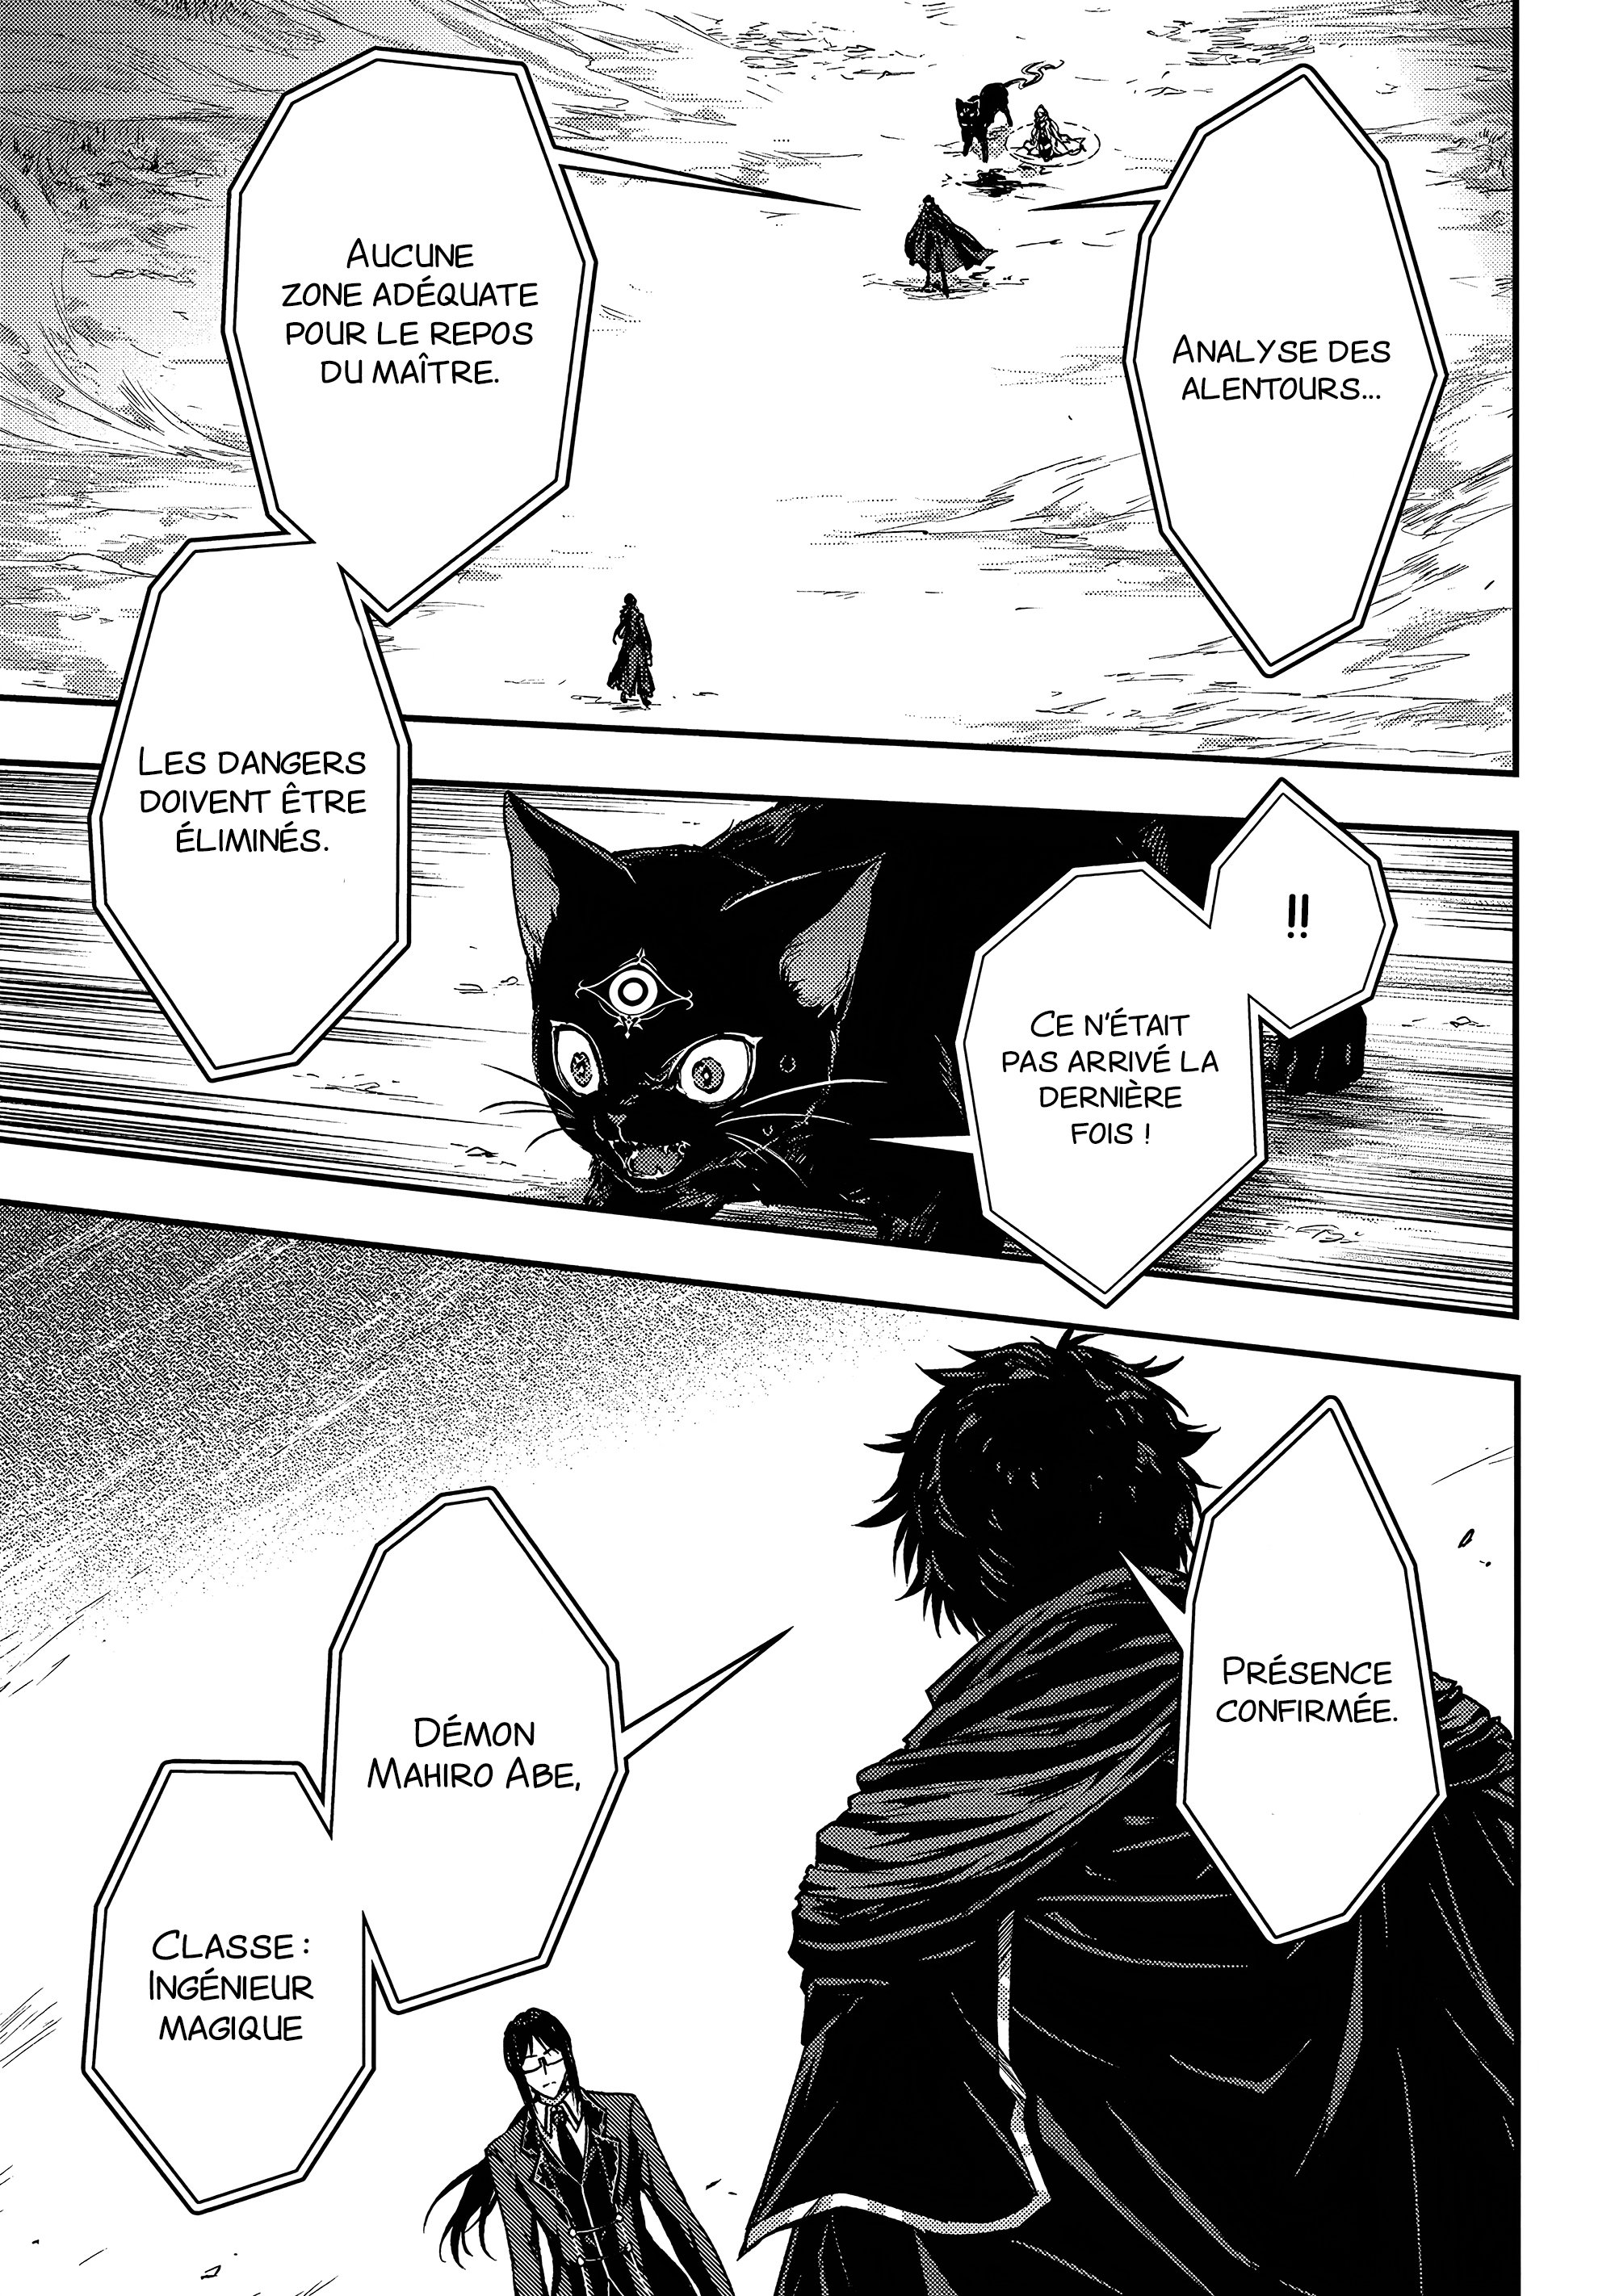 Analyse des
alentours...
Aucune
zone adéquate
pour le repos
du maître.
Les dangers
doivent être
éliminés.
!!
Ce n'était
pas arrivé la
dernière
fois !
Présence
confirmée.
Démon
Mahiro Abe,
Classe :
Ingénieur
magique